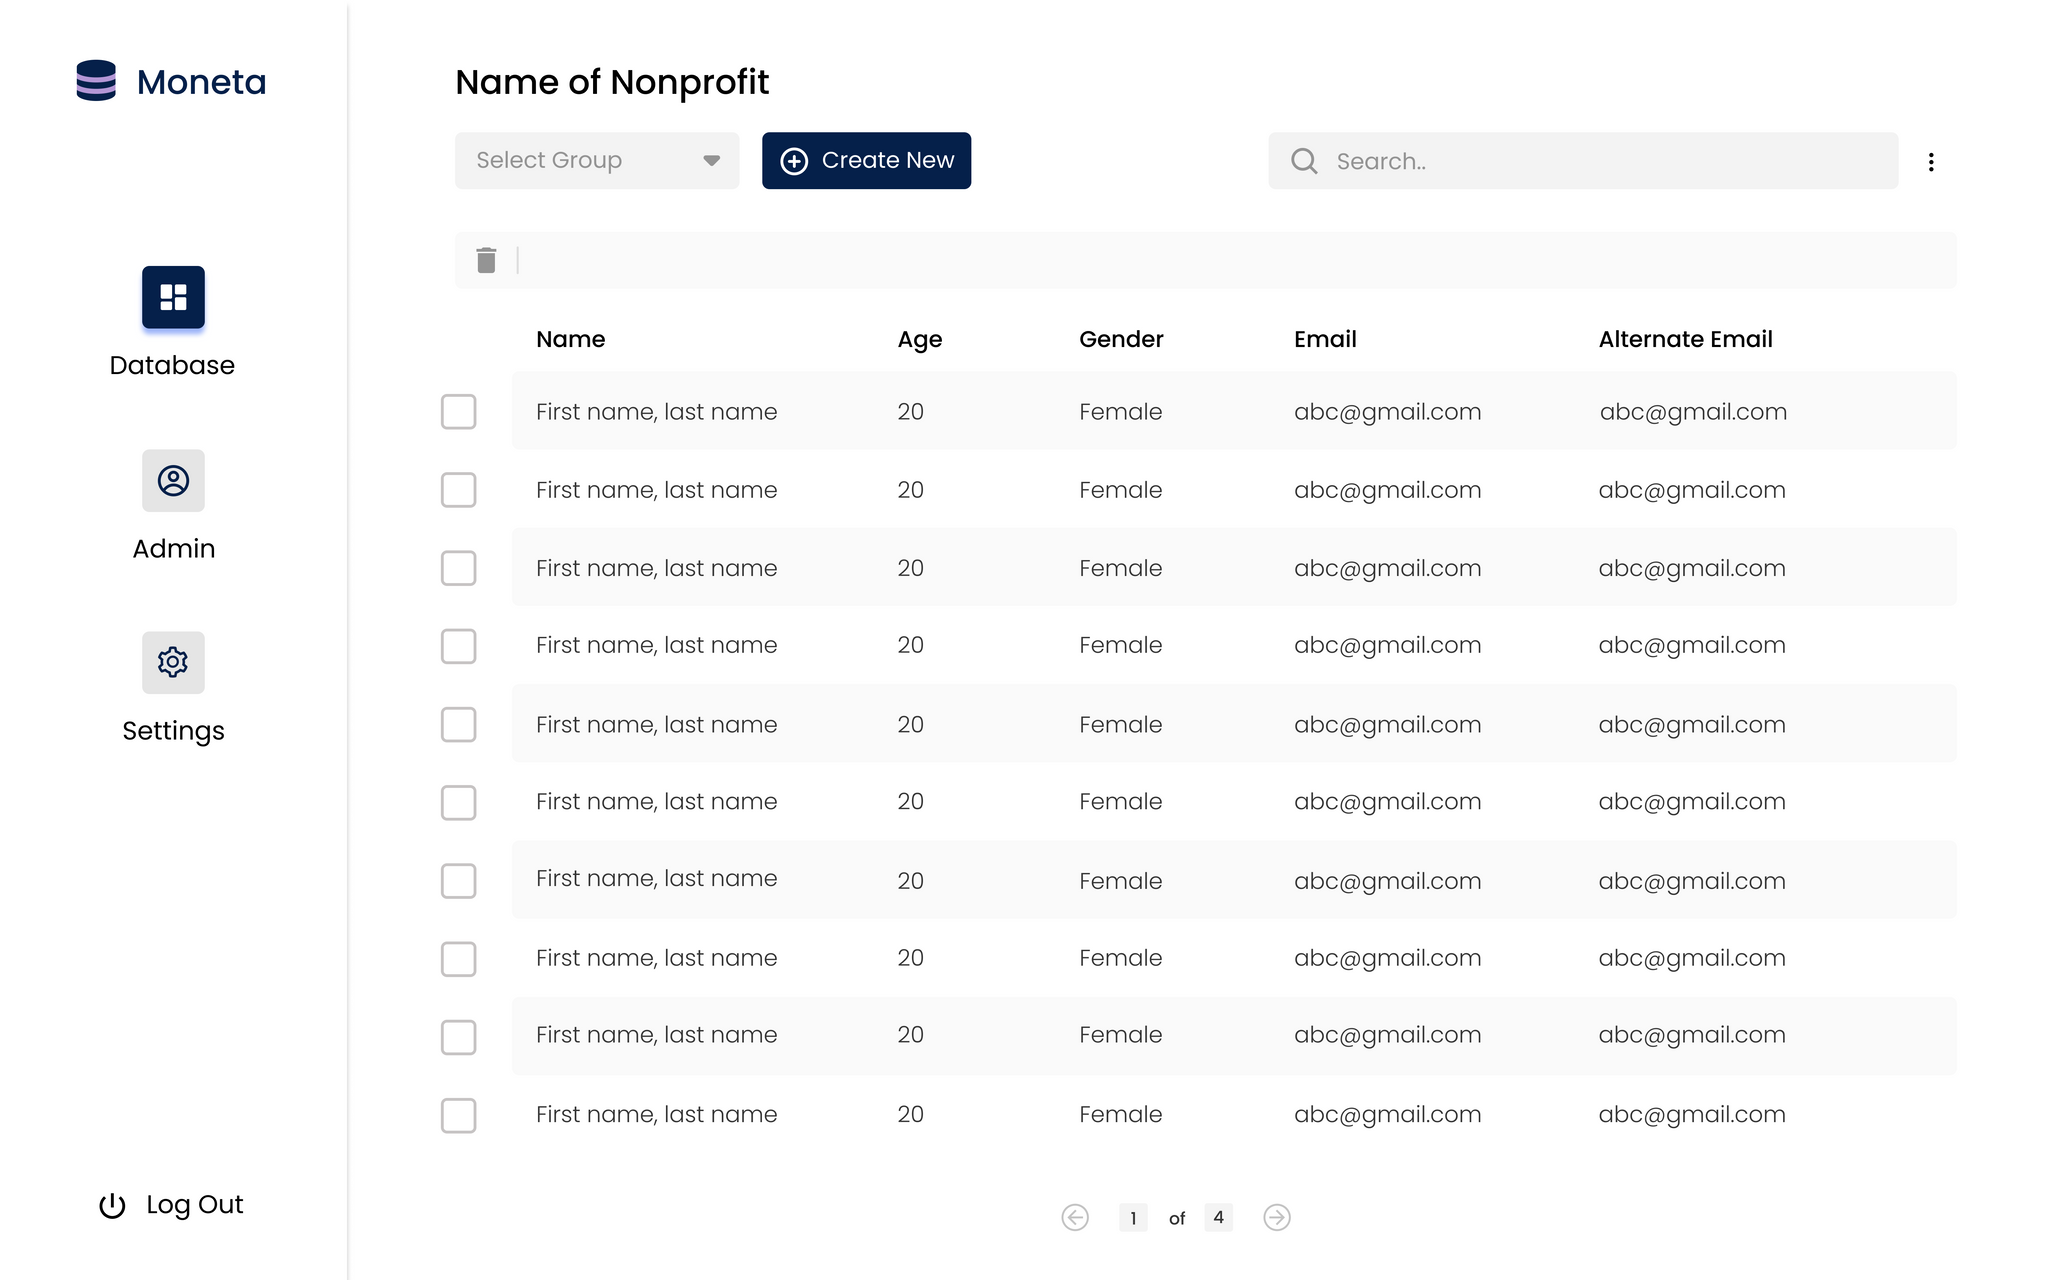 Moneta
Name of Nonprofit
Select Group
Create New
Search..
Database
Admin
Settings
Log Out
Name Age Gender Email Alternate Email
First name, last name 20 Female abc@gmail.com abc@gmail.com
First name, last name 20 Female abc@gmail.com abc@gmail.com
First name, last name 20 Female abc@gmail.com abc@gmail.com
First name, last name 20 Female abc@gmail.com abc@gmail.com
First name, last name 20 Female abc@gmail.com abc@gmail.com
First name, last name 20 Female abc@gmail.com abc@gmail.com
First name, last name 20 Female abc@gmail.com abc@gmail.com
First name, last name 20 Female abc@gmail.com abc@gmail.com
First name, last name 20 Female abc@gmail.com abc@gmail.com
First name, last name 20 Female abc@gmail.com abc@gmail.com
1 of 4